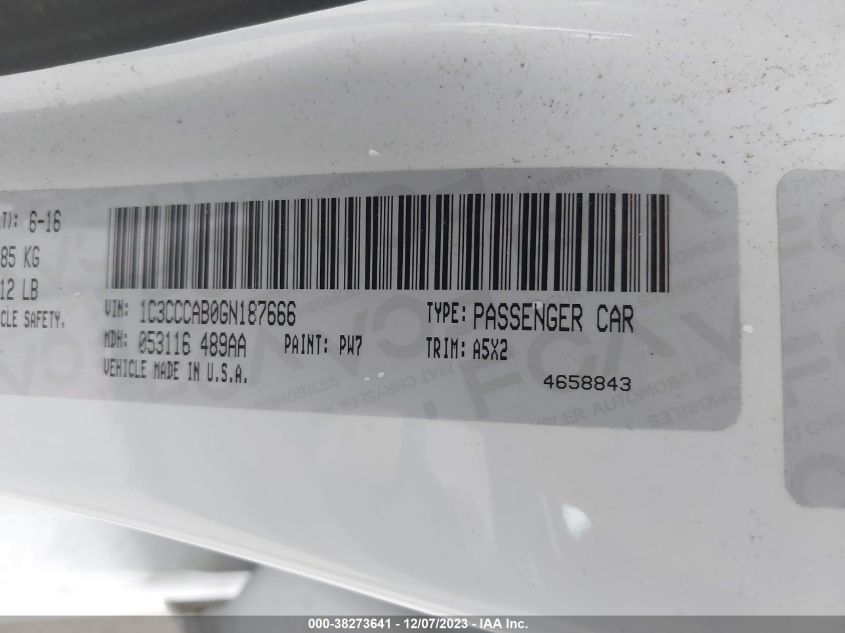 6-16
85 KG
12 LB
CLE SAFETY.
VIN: 1C3CCCAB0GN187666
TYPE: PASSENGER CAR
MDH: 053116 489AA
PAINT: PW7
TRIM: A5X2
VEHICLE MADE IN U.S.A.
4658843
000-38273641 - 12/07/2023 - IAA Inc.